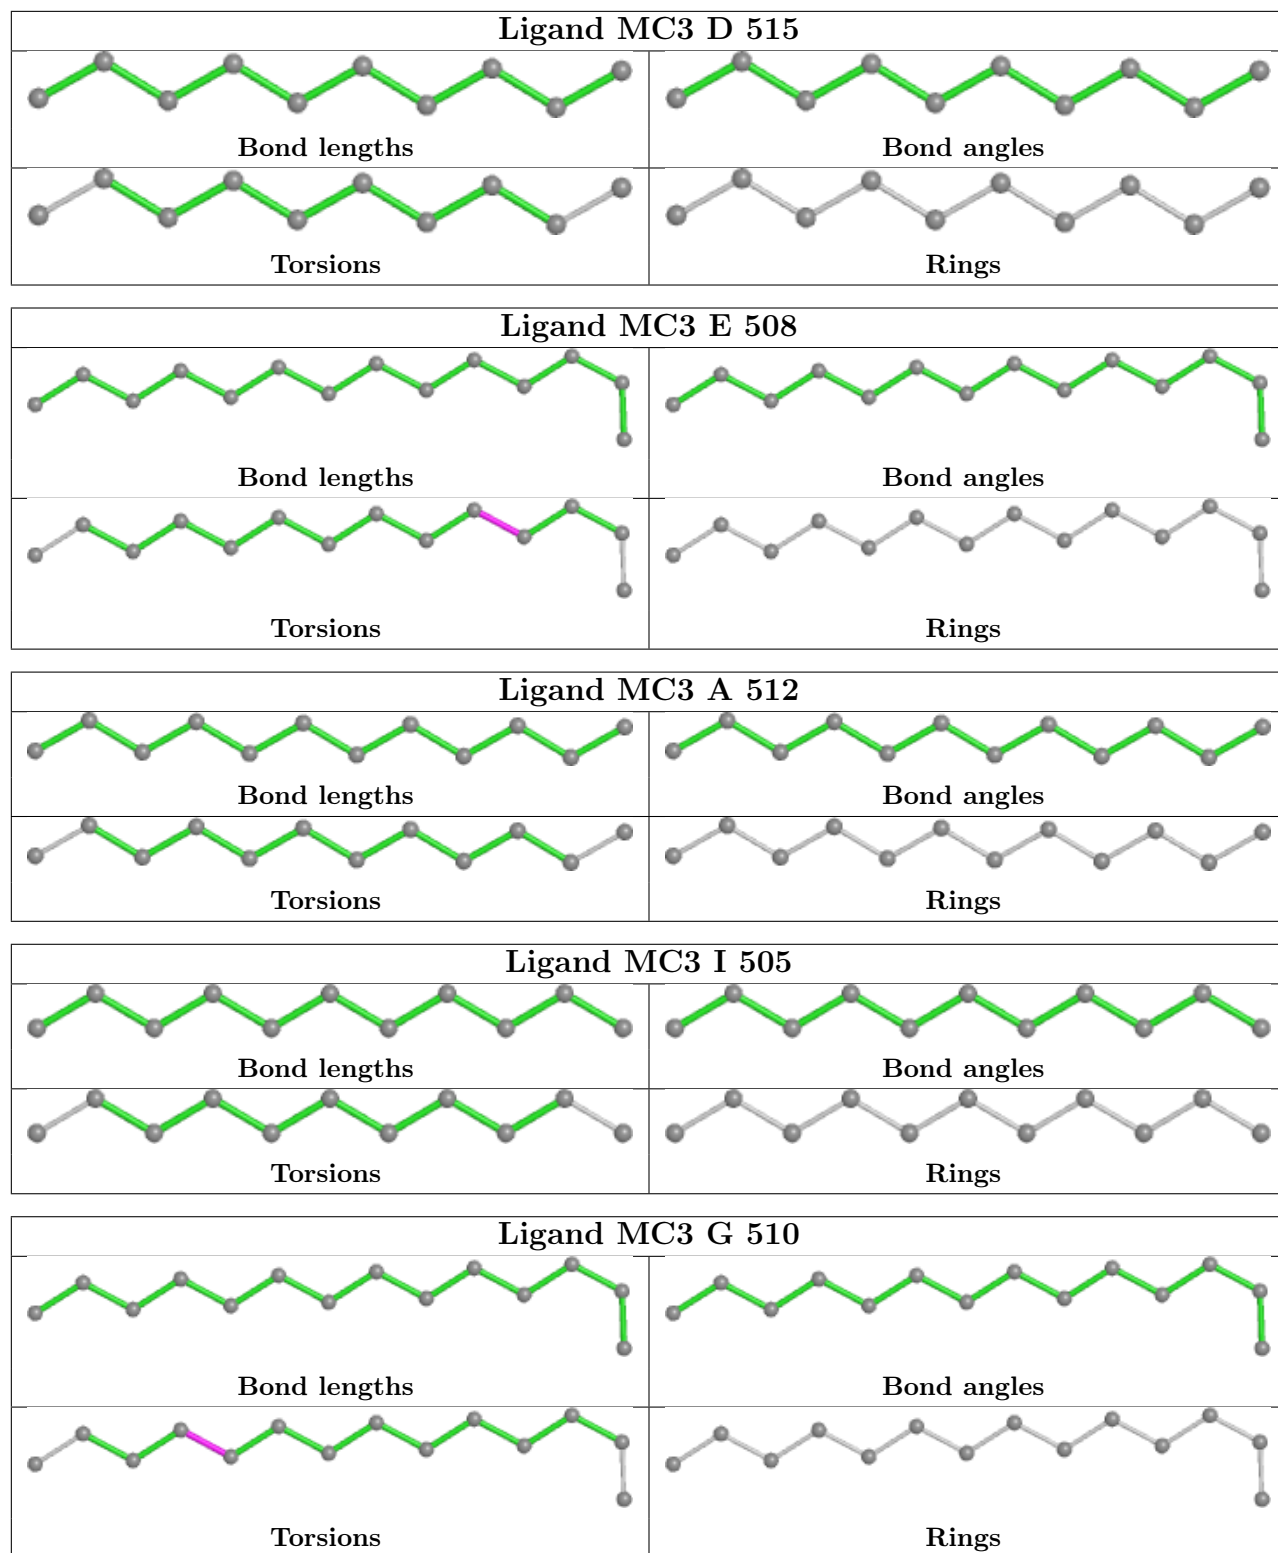 Ligand MC3 D 515
Bond lengths
Bond angles
Torsions
Rings
Ligand MC3 E 508
Bond lengths
Bond angles
Torsions
Rings
Ligand MC3 A 512
Bond lengths
Bond angles
Torsions
Rings
Ligand MC3 I 505
Bond lengths
Bond angles
Torsions
Rings
Ligand MC3 G 510
Bond lengths
Bond angles
Torsions
Rings